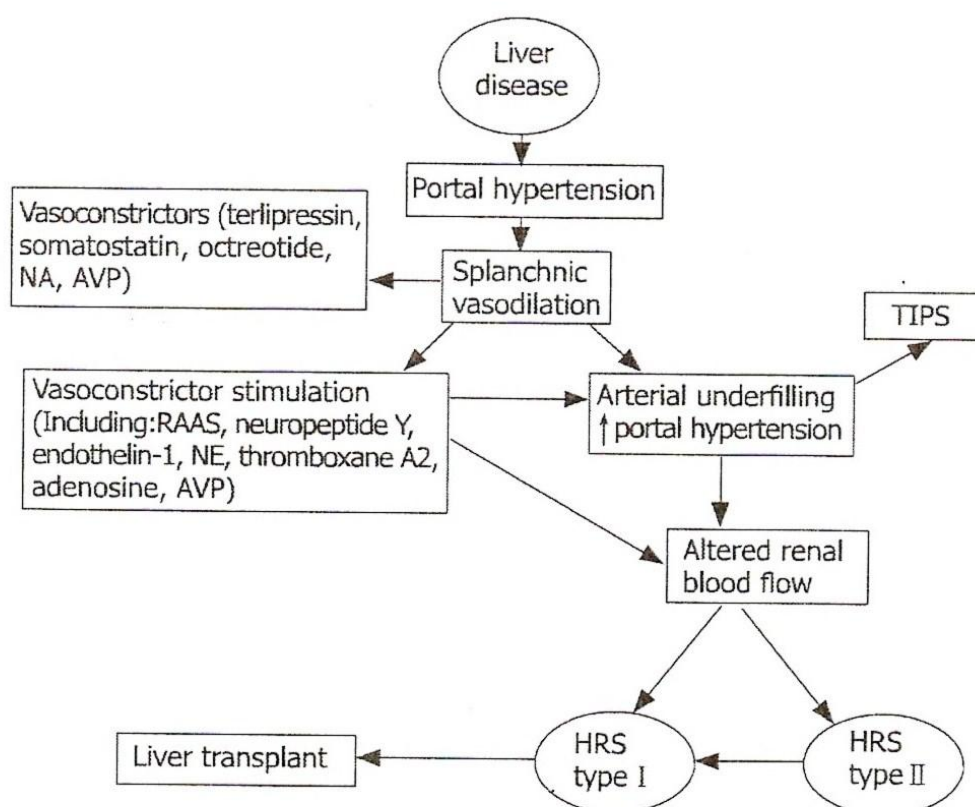 Liver
disease
Portal hypertension
Vasoconstrictors (terlipressin,
somatostatin, octreotide,
NA, AVP)
Splanchnic
vasodilation
TIPS
Vasoconstrictor stimulation
(Including:RAAS, neuropeptide Y,
endothelin-1, NE, thromboxane A2,
adenosine, AVP)
Arterial underfilling
↑ portal hypertension
Altered renal
blood flow
Liver transplant
HRS
type I
HRS
type II